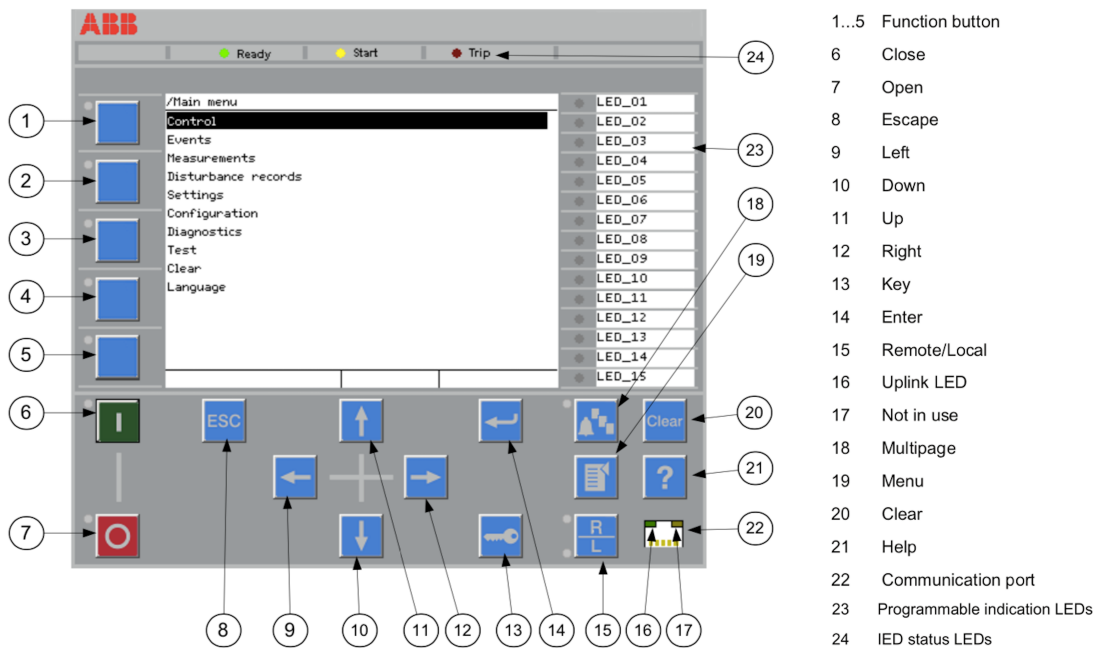 ABB
Ready Start Trip
/Main menu
Control
Events
Measurements
Disturbance records
Settings
Configuration
Diagnostics
Test
Clear
Language
LED_01
LED_02
LED_03
LED_04
LED_05
LED_06
LED_07
LED_08
LED_09
LED_10
LED_11
LED_12
LED_13
LED_14
LED_15
ESC
Clear
?
R
L
1
2
3
4
5
6
7
8
9
10
11
12
13
14
15
16
17
18
19
20
21
22
23
24
1...5 Function button
6 Close
7 Open
8 Escape
9 Left
10 Down
11 Up
12 Right
13 Key
14 Enter
15 Remote/Local
16 Uplink LED
17 Not in use
18 Multipage
19 Menu
20 Clear
21 Help
22 Communication port
23 Programmable indication LEDs
24 IED status LEDs